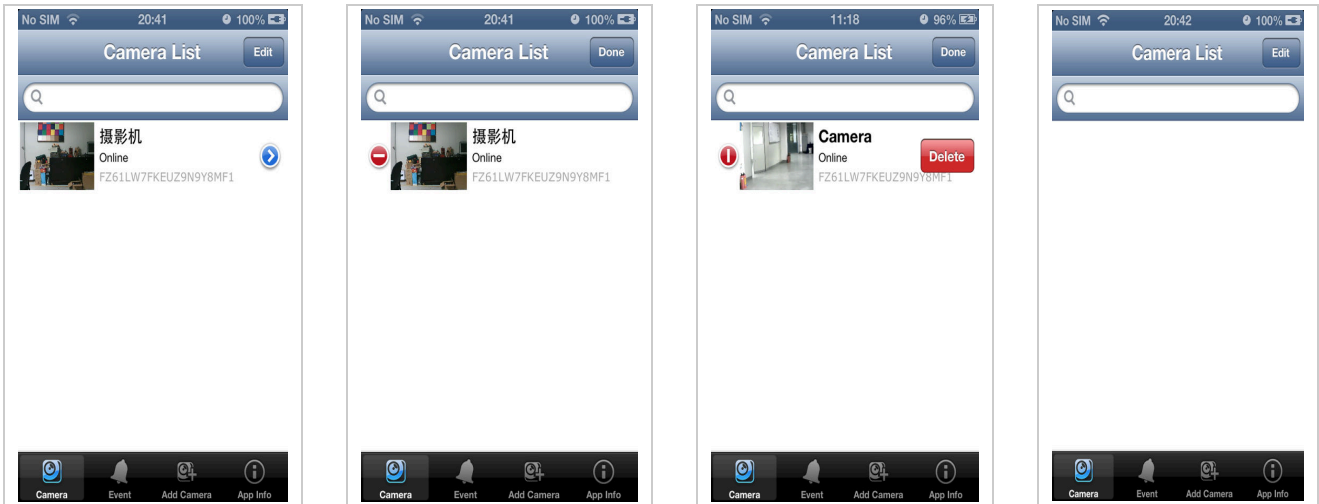 No SIM 20:41 100%
Camera List Edit
摄影机
Online
FZ61LW7FKEUZ9N9Y8MF1
Camera Event Add Camera App Info
No SIM 20:41 100%
Camera List Done
摄影机
Online
FZ61LW7FKEUZ9N9Y8MF1
Camera Event Add Camera App Info
No SIM 11:18 96%
Camera List Done
Camera
Online Delete
FZ61LW7FKEUZ9N9Y8MF1
Camera Event Add Camera App Info
No SIM 20:42 100%
Camera List Edit
Camera Event Add Camera App Info